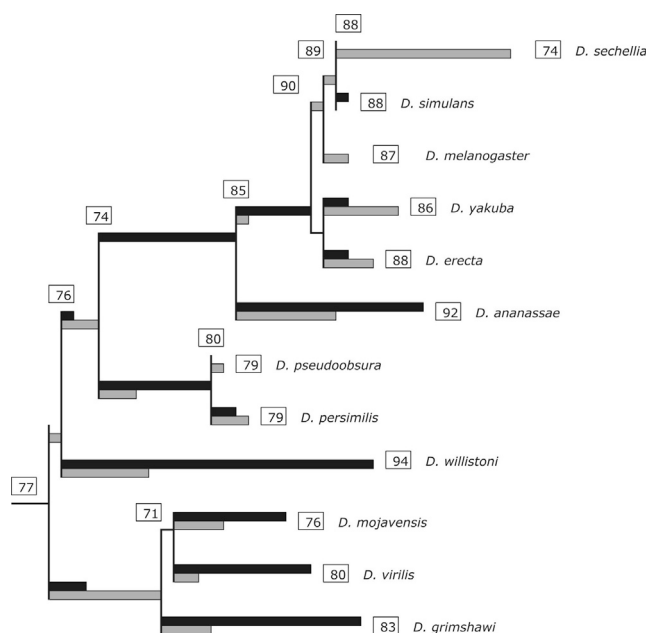 88
89
74 D. sechellia
90
88 D. simulans
87 D. melanogaster
85
86 D. yakuba
74
88 D. erecta
76
92 D. ananassae
80
79 D. pseudoobsura
79 D. persimilis
94 D. willistoni
77
71
76 D. mojavensis
80 D. virilis
83 D. grimshawi